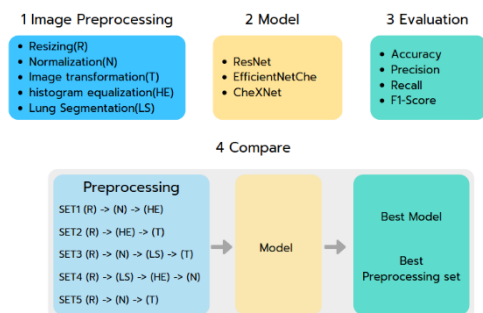 1 Image Preprocessing
Resizing(R)
Normalization(N)
Image transformation(T)
histogram equalization(HE)
Lung Segmentation(LS)
2 Model
ResNet
EfficientNetChe
CheXNet
3 Evaluation
Accuracy
Precision
Recall
F1-Score
4 Compare
Preprocessing
SET1 (R) -> (N) -> (HE)
SET2 (R) -> (HE) -> (T)
SET3 (R) -> (N) -> (LS) -> (T)
SET4 (R) -> (LS) -> (HE) -> (N)
SET5 (R) -> (N) -> (T)
Model
Best Model
Best
Preprocessing set